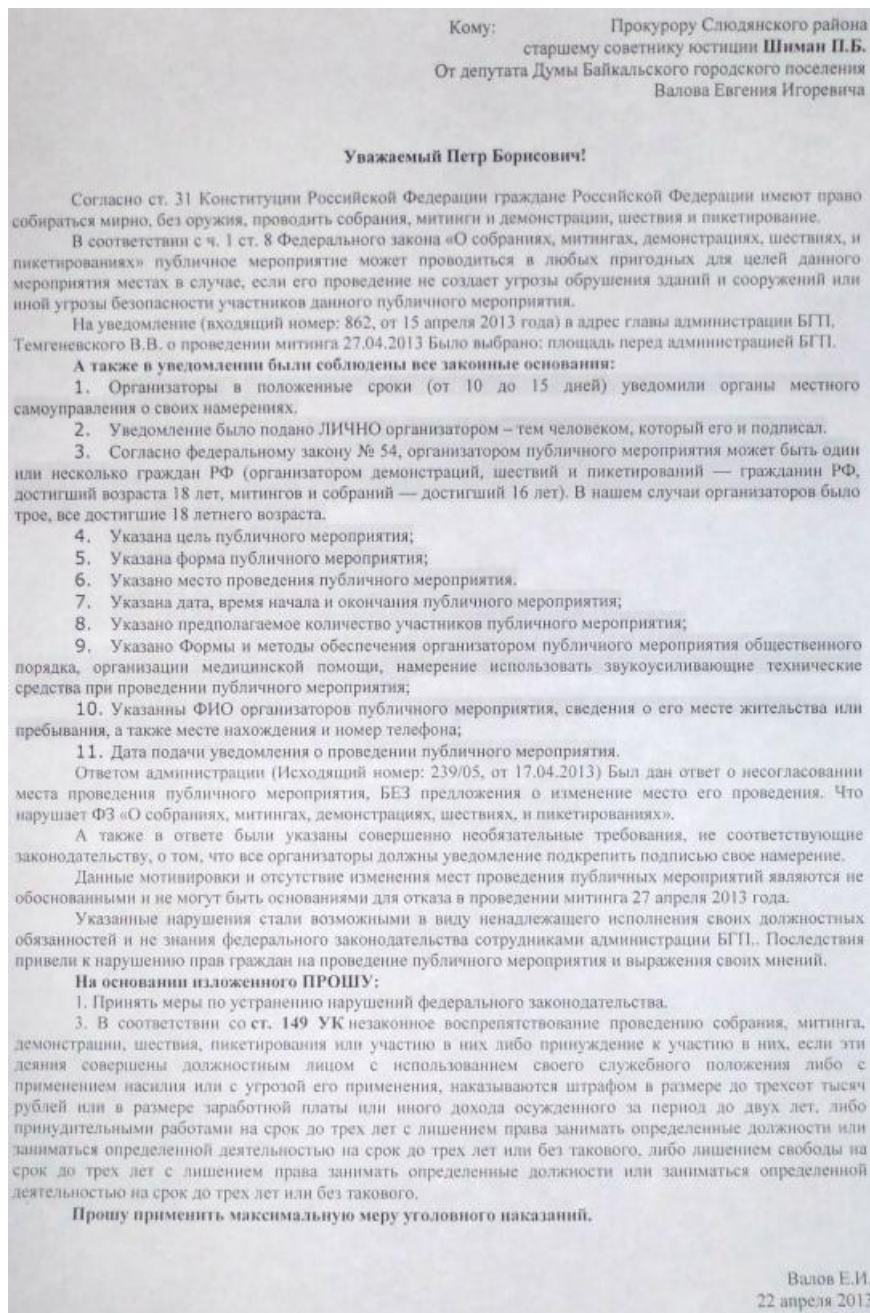 Кому: Прокурору Слюдянского района
старшему советнику юстиции Шиман П.Б.
От депутата Думы Байкальского городского поселения
Валова Евгения Игоревича
Уважаемый Петр Борисович!
Согласно ст. 31 Конституции Российской Федерации граждане Российской Федерации имеют право
собираться мирно, без оружия, проводить собрания, митинги и демонстрации, шествия и пикетирование.
В соответствии с ч. 1 ст. 8 Федерального закона «О собраниях, митингах, демонстрациях, шествиях, и
пикетированиях» публичное мероприятие может проводиться в любых пригодных для целей данного
мероприятия местах в случае, если его проведение не создает угрозы обрушения зданий и сооружений или
иной угрозы безопасности участников данного публичного мероприятия.
На уведомление (входящий номер: 862, от 15 апреля 2013 года) в адрес главы администрации БГП,
Темгеневского В.В. о проведении митинга 27.04.2013 Было выбрано: площадь перед администрацией БГП.
А также в уведомлении были соблюдены все законные основания:
1. Организаторы в положенные сроки (от 10 до 15 дней) уведомили органы местного
самоуправления о своих намерениях.
2. Уведомление было подано ЛИЧНО организатором – тем человеком, который его и подписал.
3. Согласно федеральному закону № 54, организатором публичного мероприятия может быть один
или несколько граждан РФ (организатором демонстраций, шествий и пикетирований — гражданин РФ,
достигший возраста 18 лет, митингов и собраний — достигший 16 лет). В нашем случаи организаторов было
трое, все достигшие 18 летнего возраста.
4. Указана цель публичного мероприятия;
5. Указана форма публичного мероприятия;
6. Указано место проведения публичного мероприятия.
7. Указана дата, время начала и окончания публичного мероприятия;
8. Указано предполагаемое количество участников публичного мероприятия;
9. Указано Формы и методы обеспечения организатором публичного мероприятия общественного
порядка, организации медицинской помощи, намерение использовать звукоусиливающие технические
средства при проведении публичного мероприятия;
10. Указанны ФИО организаторов публичного мероприятия, сведения о его месте жительства или
пребывания, а также месте нахождения и номер телефона;
11. Дата подачи уведомления о проведении публичного мероприятия.
Ответом администрации (Исходящий номер: 239/05, от 17.04.2013) Был дан ответ о несогласовании
места проведения публичного мероприятия, БЕЗ предложения о изменение место его проведения. Что
нарушает ФЗ «О собраниях, митингах, демонстрациях, шествиях, и пикетированиях».
А также в ответе были указаны совершенно необязательные требования, не соответствующие
законодательству, о том, что все организаторы должны уведомление подкрепить подписью свое намерение.
Данные мотивировки и отсутствие изменения мест проведения публичных мероприятий являются не
обоснованными и не могут быть основаниями для отказа в проведении митинга 27 апреля 2013 года.
Указанные нарушения стали возможными в виду ненадлежащего исполнения своих должностных
обязанностей и не знания федерального законодательства сотрудниками администрации БГП.. Последствия
привели к нарушению прав граждан на проведение публичного мероприятия и выражения своих мнений.
На основании изложенного ПРОШУ:
1. Принять меры по устранению нарушений федерального законодательства.
3. В соответствии со ст. 149 УК незаконное воспрепятствование проведению собрания, митинга,
демонстрации, шествия, пикетирования или участию в них либо принуждение к участию в них, если эти
деяния совершены должностным лицом с использованием своего служебного положения либо с
применением насилия или с угрозой его применения, наказываются штрафом в размере до трехсот тысяч
рублей или в размере заработной платы или иного дохода осужденного за период до двух лет, либо
принудительными работами на срок до трех лет с лишением права занимать определенные должности или
заниматься определенной деятельностью на срок до трех лет или без такового, либо лишением свободы на
срок до трех лет с лишением права занимать определенные должности или заниматься определенной
деятельностью на срок до трех лет или без такового.
Прошу применить максимальную меру уголовного наказаний.
Валов Е.И.
22 апреля 2013